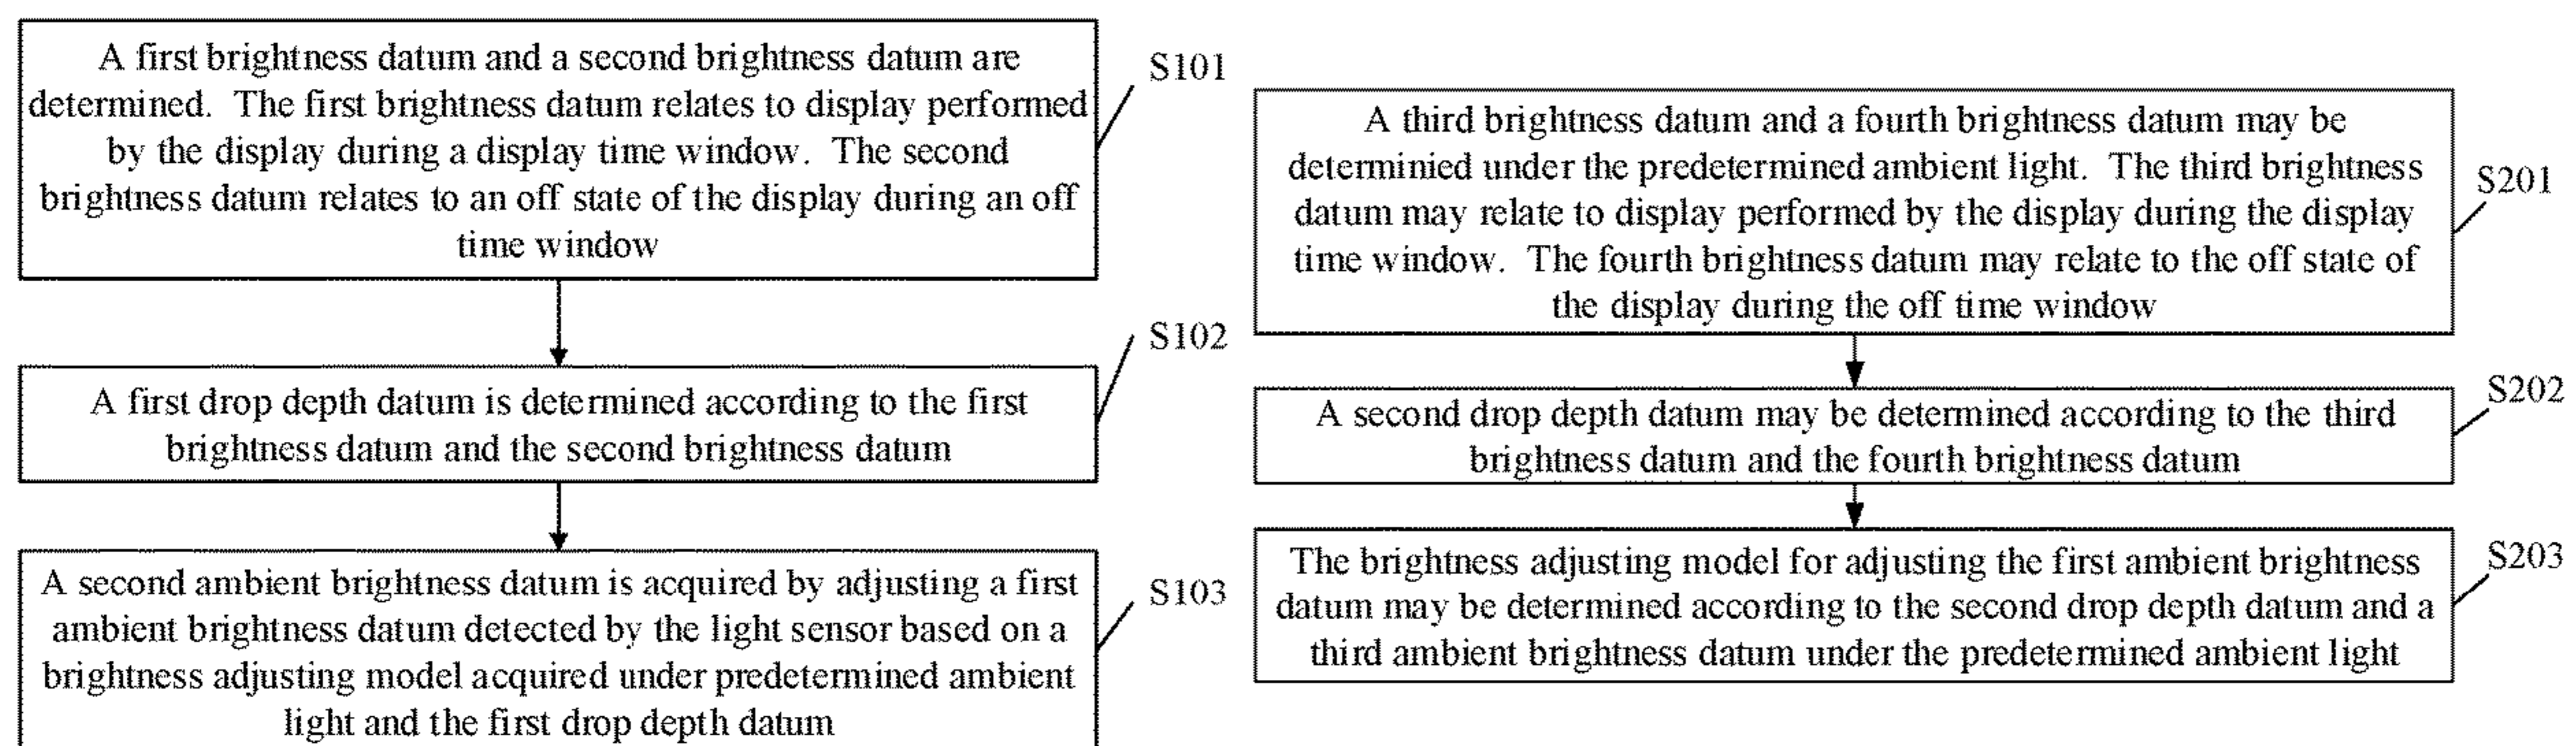 A first brightness datum and a second brightness datum are
determined. The first brightness datum relates to display performed
by the display during a display time window. The second
brightness datum relates to an off state of the display during an off
time window
S101
A first drop depth datum is determined according to the first
brightness datum and the second brightness datum
S102
A second ambient brightness datum is acquired by adjusting a first
ambient brightness datum detected by the light sensor based on a
brightness adjusting model acquired under predetermined ambient
light and the first drop depth datum
S103
A third brightness datum and a fourth brightness datum may be
determinied under the predetermined ambient light. The third brightness
datum may relate to display performed by the display during the display
time window. The fourth brightness datum may relate to the off state of
the display during the off time window
S201
A second drop depth datum may be determined according to the third
brightness datum and the fourth brightness datum
S202
The brightness adjusting model for adjusting the first ambient brightness
datum may be determined according to the second drop depth datum and a
third ambient brightness datum under the predetermined ambient light
S203